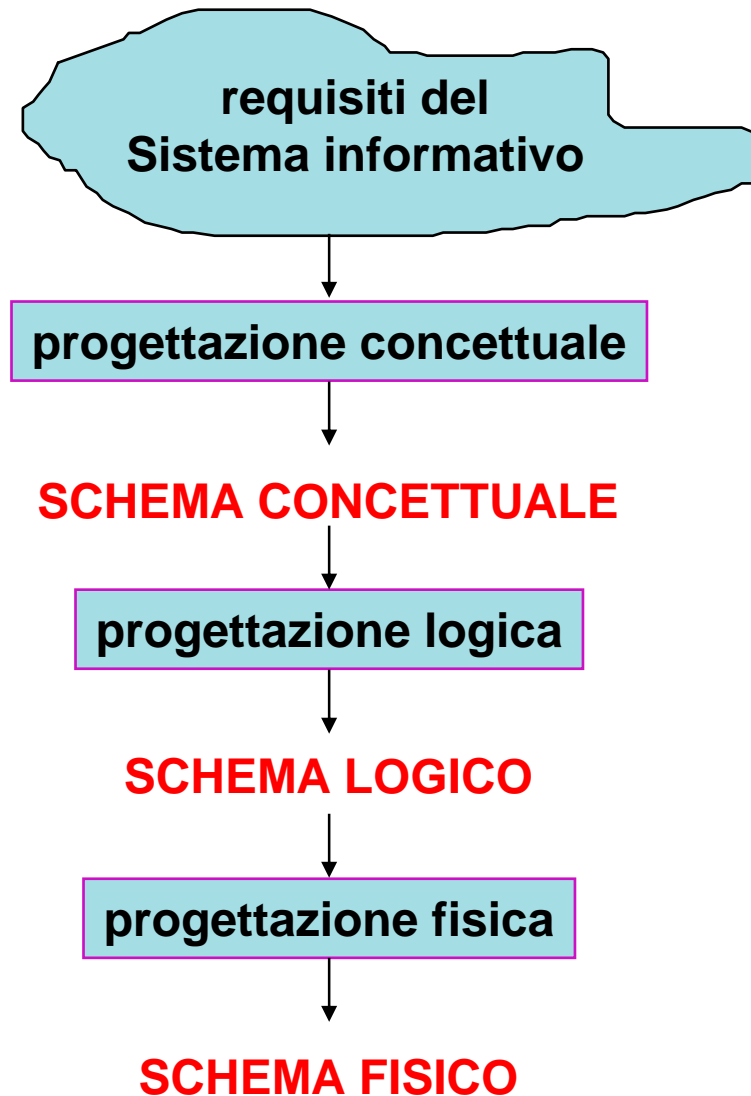 requisiti del
Sistema informativo
progettazione concettuale
SCHEMA CONCETTUALE
progettazione logica
SCHEMA LOGICO
progettazione fisica
SCHEMA FISICO